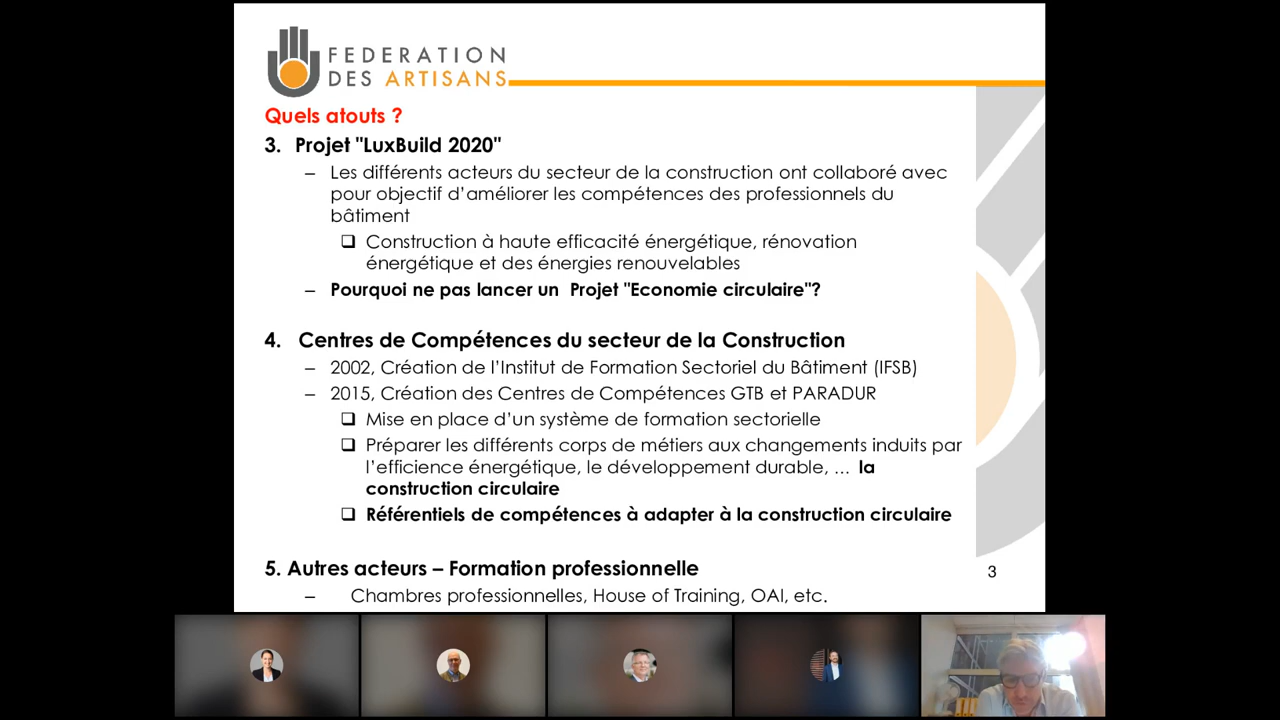 FEDERATION
DES ARTISANS
Quels atouts ?
3. Projet "LuxBuild 2020"
– Les différents acteurs du secteur de la construction ont collaboré avec
pour objectif d’améliorer les compétences des professionnels du
bâtiment
❑ Construction à haute efficacité énergétique, rénovation
énergétique et des énergies renouvelables
– Pourquoi ne pas lancer un Projet "Economie circulaire"?
4. Centres de Compétences du secteur de la Construction
– 2002, Création de l’Institut de Formation Sectoriel du Bâtiment (IFSB)
– 2015, Création des Centres de Compétences GTB et PARADUR
❑ Mise en place d’un système de formation sectorielle
❑ Préparer les différents corps de métiers aux changements induits par
l’efficience énergétique, le développement durable, ... la
construction circulaire
❑ Référentiels de compétences à adapter à la construction circulaire
5. Autres acteurs – Formation professionnelle
3
– Chambres professionnelles, House of Training, OAI, etc.